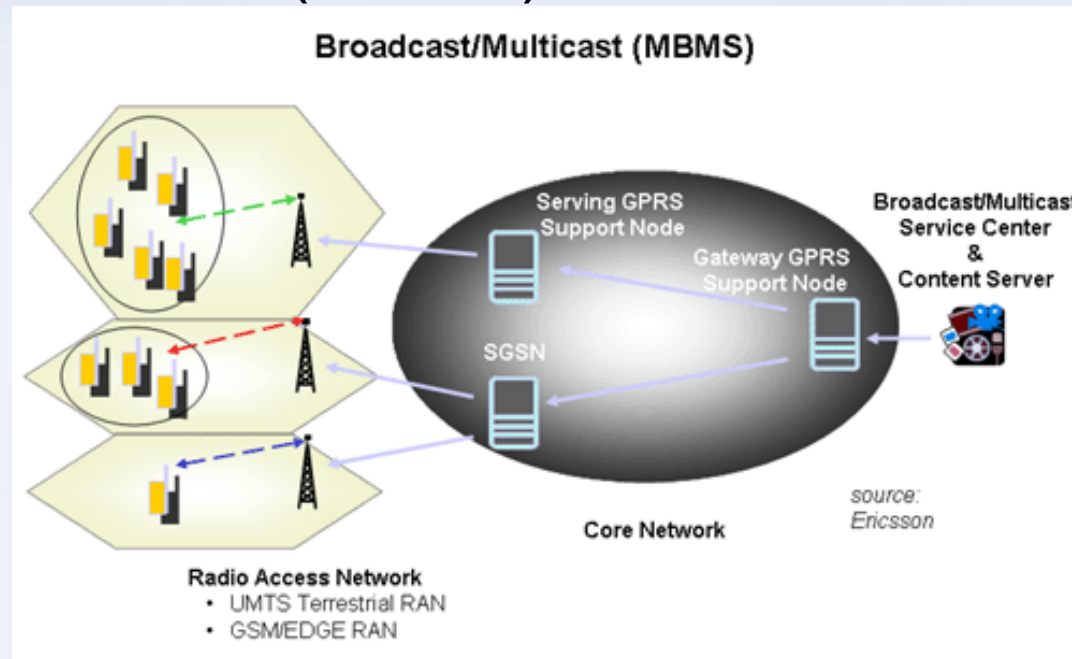 Broadcast/Multicast (MBMS)
Serving GPRS
Support Node
Broadcast/Multicast
Service Center
&
Content Server
Gateway GPRS
Support Node
SGSN
source:
Ericsson
Core Network
Radio Access Network
• UMTS Terrestrial RAN
• GSM/EDGE RAN